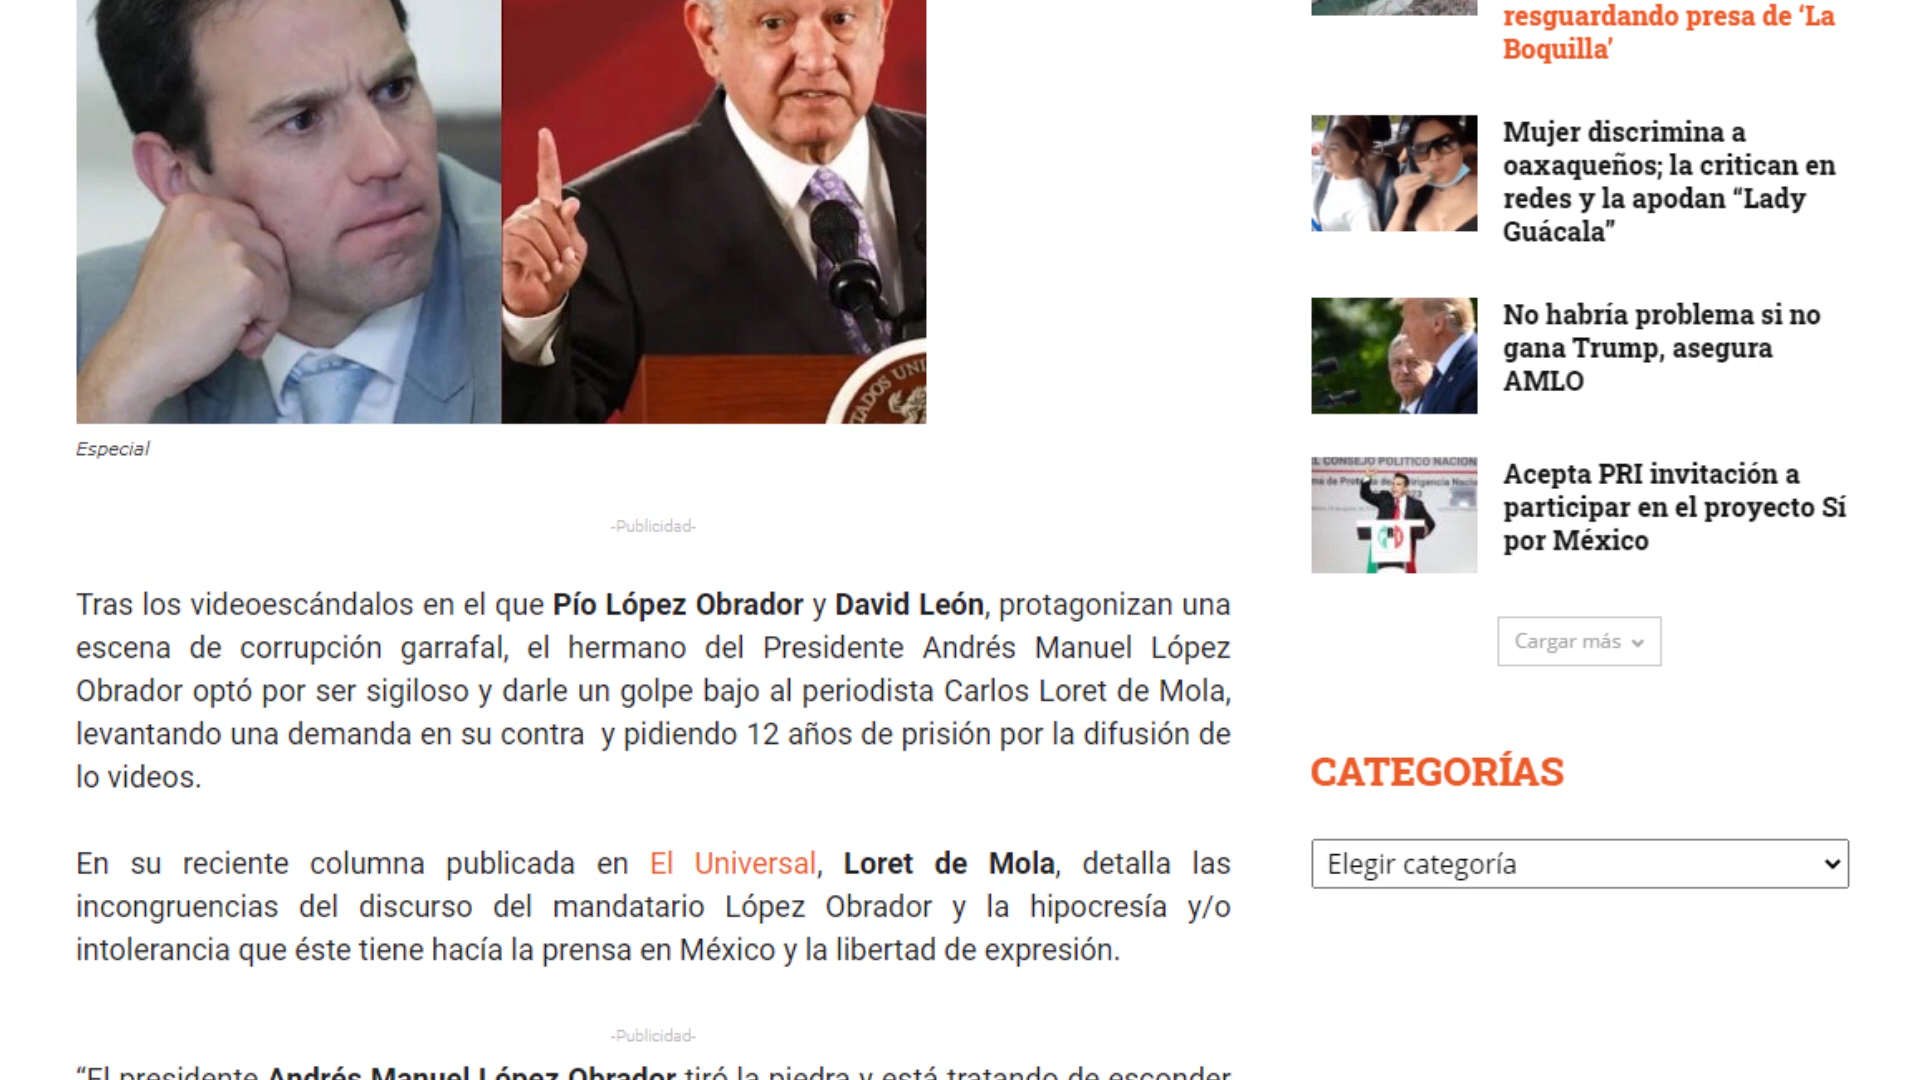 Especial
-Publicidad-
Tras los videoescándalos en el que Pío López Obrador y David León, protagonizan una
escena de corrupción garrafal, el hermano del Presidente Andrés Manuel López
Obrador optó por ser sigiloso y darle un golpe bajo al periodista Carlos Loret de Mola,
levantando una demanda en su contra  y pidiendo 12 años de prisión por la difusión de
lo videos.
En su reciente columna publicada en El Universal, Loret de Mola, detalla las
incongruencias del discurso del mandatario López Obrador y la hipocresía y/o
intolerancia que éste tiene hacía la prensa en México y la libertad de expresión.
-Publicidad-
“El presidente Andrés Manuel López Obrador tiró la piedra y está tratando de esconder
resguardando presa de ‘La
Boquilla’
Mujer discrimina a
oaxaqueños; la critican en
redes y la apodan “Lady
Guácala”
No habría problema si no
gana Trump, asegura
AMLO
L CONSEJO POLÍTICO NACION
Acepta PRI invitación a
participar en el proyecto Sí
por México
Cargar más
CATEGORÍAS
Elegir categoría